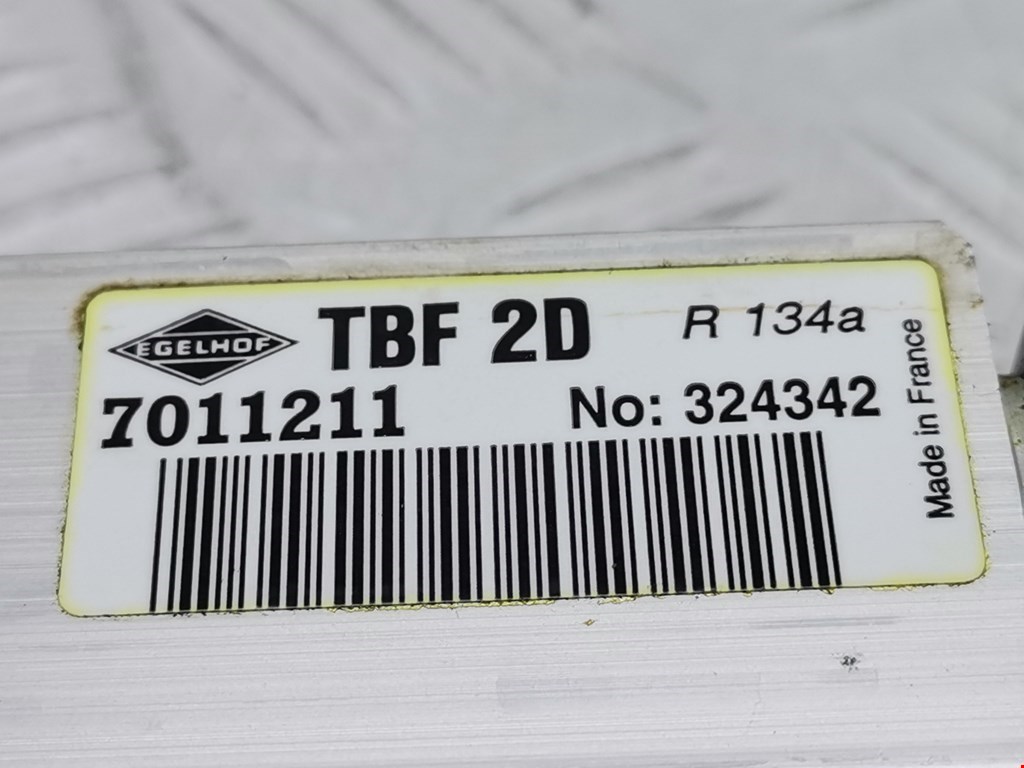 EGELHOF TBF 2D R 134a
7011211 No: 324342
Made in France